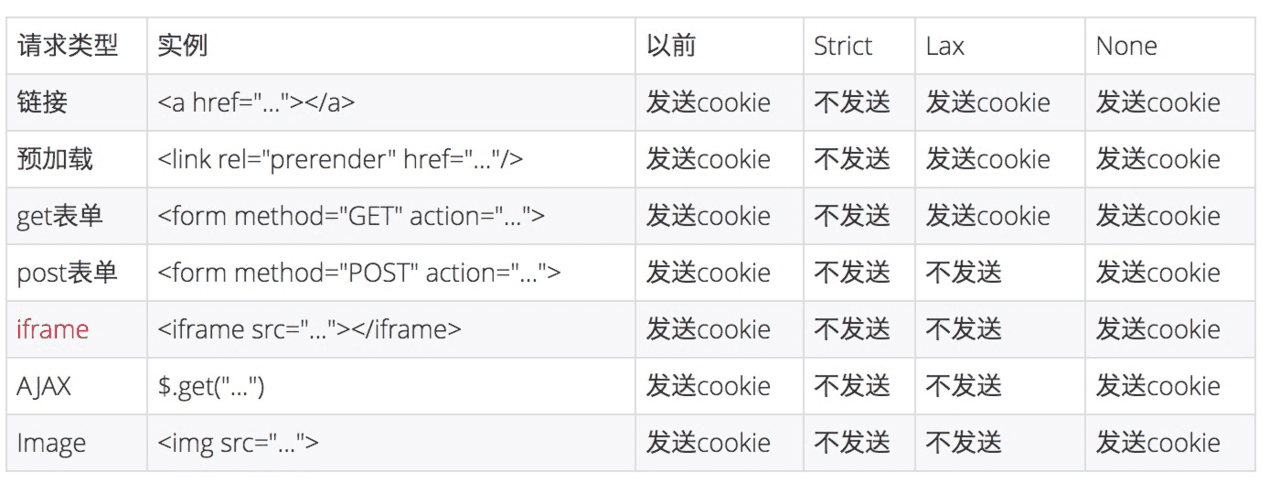 请求类型 实例 以前 Strict Lax None
链接 <a href="..."></a> 发送cookie 不发送 发送cookie 发送cookie
预加载 <link rel="prerender" href="..."/> 发送cookie 不发送 发送cookie 发送cookie
get表单 <form method="GET" action="..."> 发送cookie 不发送 发送cookie 发送cookie
post表单 <form method="POST" action="..."> 发送cookie 不发送 不发送 发送cookie
iframe <iframe src="..."></iframe> 发送cookie 不发送 不发送 发送cookie
AJAX $.get("...") 发送cookie 不发送 不发送 发送cookie
Image <img src="..."> 发送cookie 不发送 不发送 发送cookie